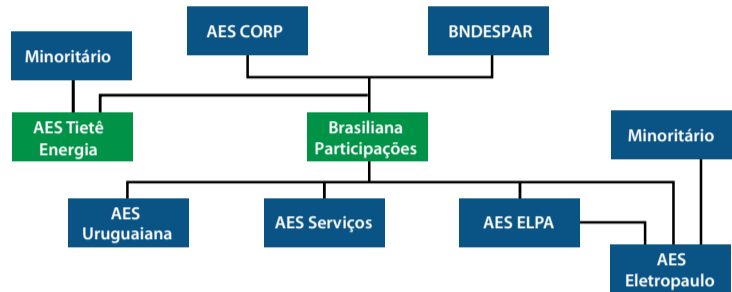 AES CORP
BNDESPAR
Minoritário
AES Tietê
Energia
Brasiliana
Participações
Minoritário
AES
Uruguaiana
AES Serviços
AES ELPA
AES
Eletropaulo